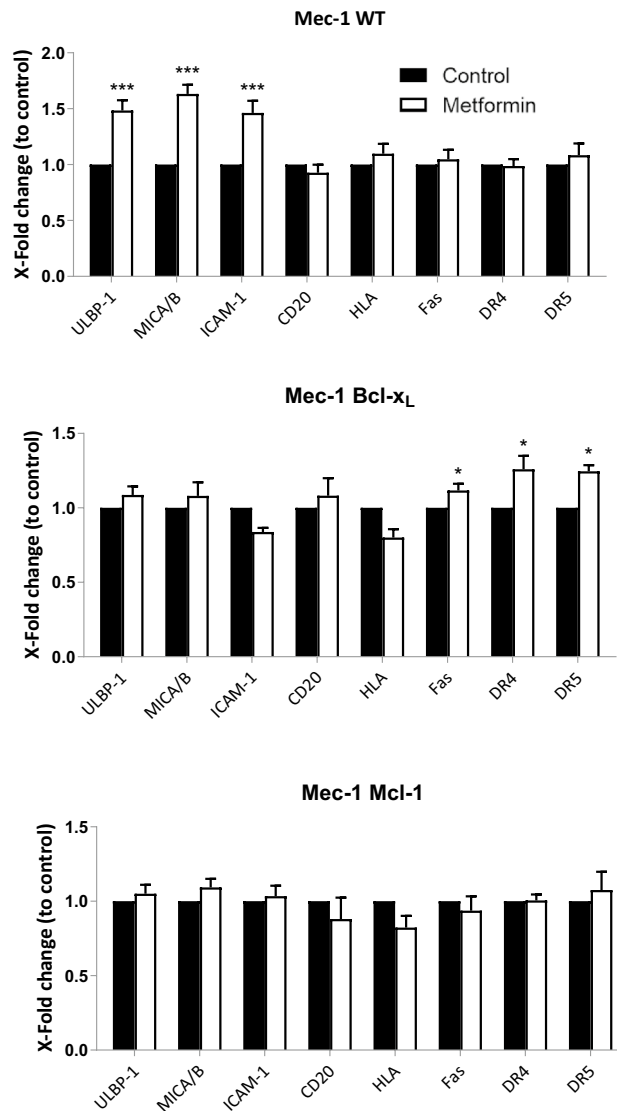 Mec-1 WT
X-Fold change (to control)
2.0
1.5
1.0
0.5
0.0
*** *** ***
Control
Metformin
ULBP-1 MICA/B ICAM-1 CD20 HLA Fas DR4 DR5
Mec-1 Bcl-xL
X-Fold change (to control)
1.5
1.0
0.5
0.0
* * *
ULBP-1 MICA/B ICAM-1 CD20 HLA Fas DR4 DR5
Mec-1 Mcl-1
X-Fold change (to control)
1.5
1.0
0.5
0.0
ULBP-1 MICA/B ICAM-1 CD20 HLA Fas DR4 DR5